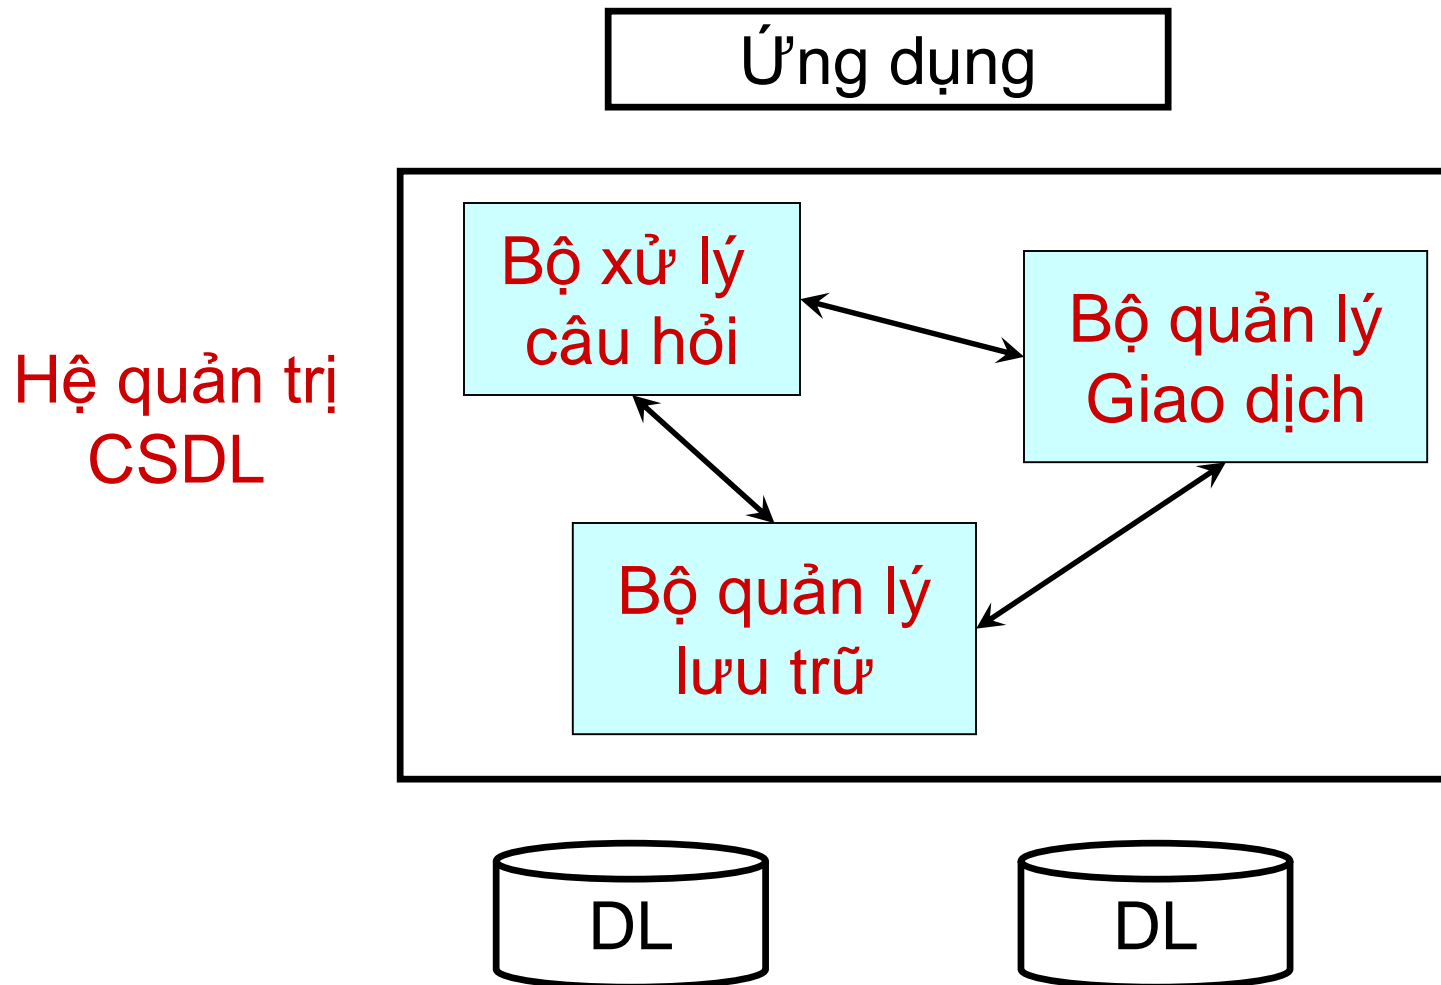 Ứng dụng
Bộ xử lý
câu hỏi
Bộ quản lý
Giao dịch
Hệ quản trị
CSDL
Bộ quản lý
lưu trữ
DL
DL